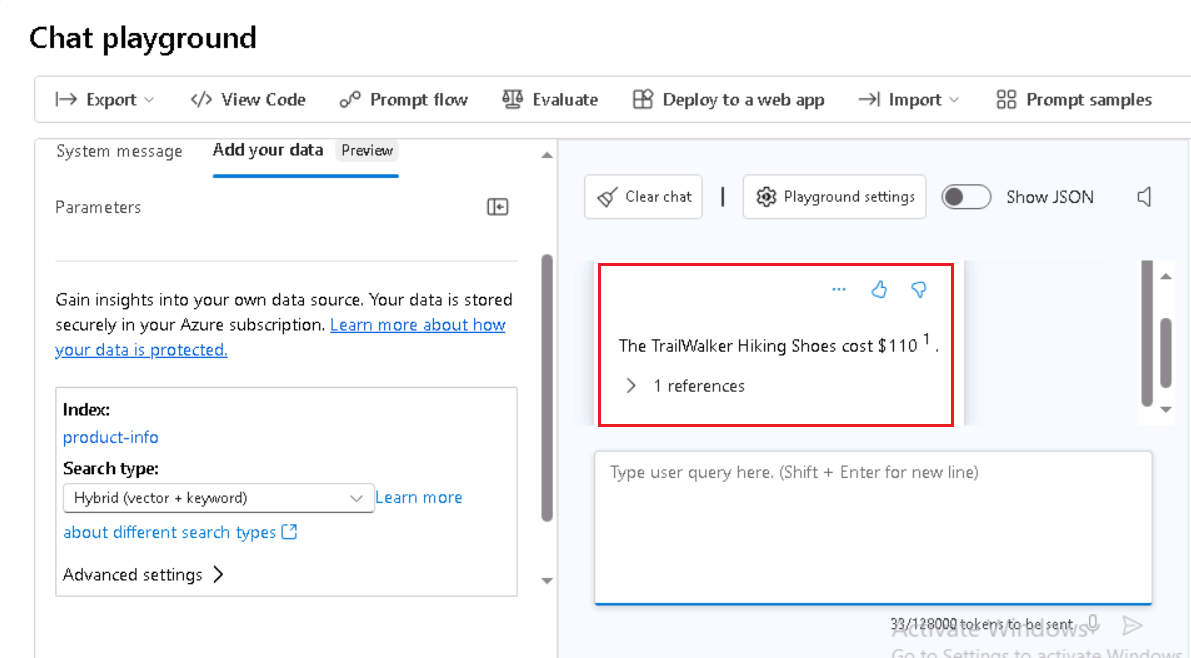 Chat playground
Export View Code Prompt flow Evaluate Deploy to a web app Import Prompt samples
System message Add your data Preview
Parameters
Gain insights into your own data source. Your data is stored
securely in your Azure subscription. Learn more about how
your data is protected.
Index:
product-info
Search type:
Hybrid (vector + keyword) Learn more
about different search types
Advanced settings
Clear chat | Playground settings Show JSON
The TrailWalker Hiking Shoes cost $110 1 .
1 references
Type user query here. (Shift + Enter for new line)
33/128000 tokens to be sent
Activate Windows
Go to Settings to activate Windows